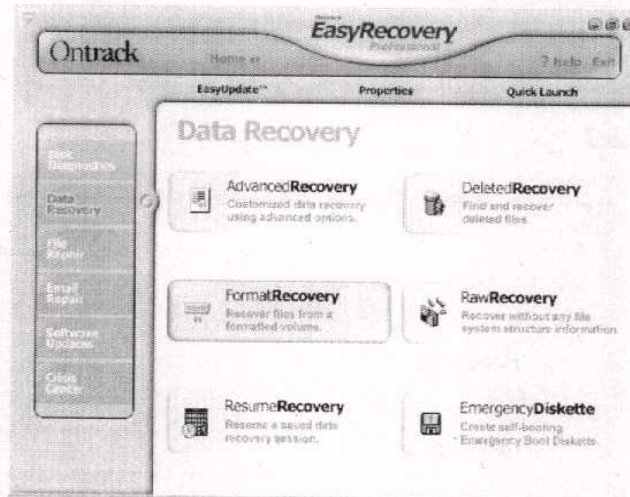 EasyRecovery
Professional
Ontrack
Home
? Help Exit
EasyUpdate™ Properties Quick Launch
Data Recovery
Disk
Diagnostics
Data
Recovery
File
Repair
Email
Repair
Software
Updates
Crisis
Center
AdvancedRecovery
Customized data recovery
using advanced options.
DeletedRecovery
Find and recover
deleted files.
FormatRecovery
Recover files from a
formatted volume.
RawRecovery
Recover without any file
system structure information.
ResumeRecovery
Resume a saved data
recovery session.
EmergencyDiskette
Create self-booting
Emergency Boot Diskette.